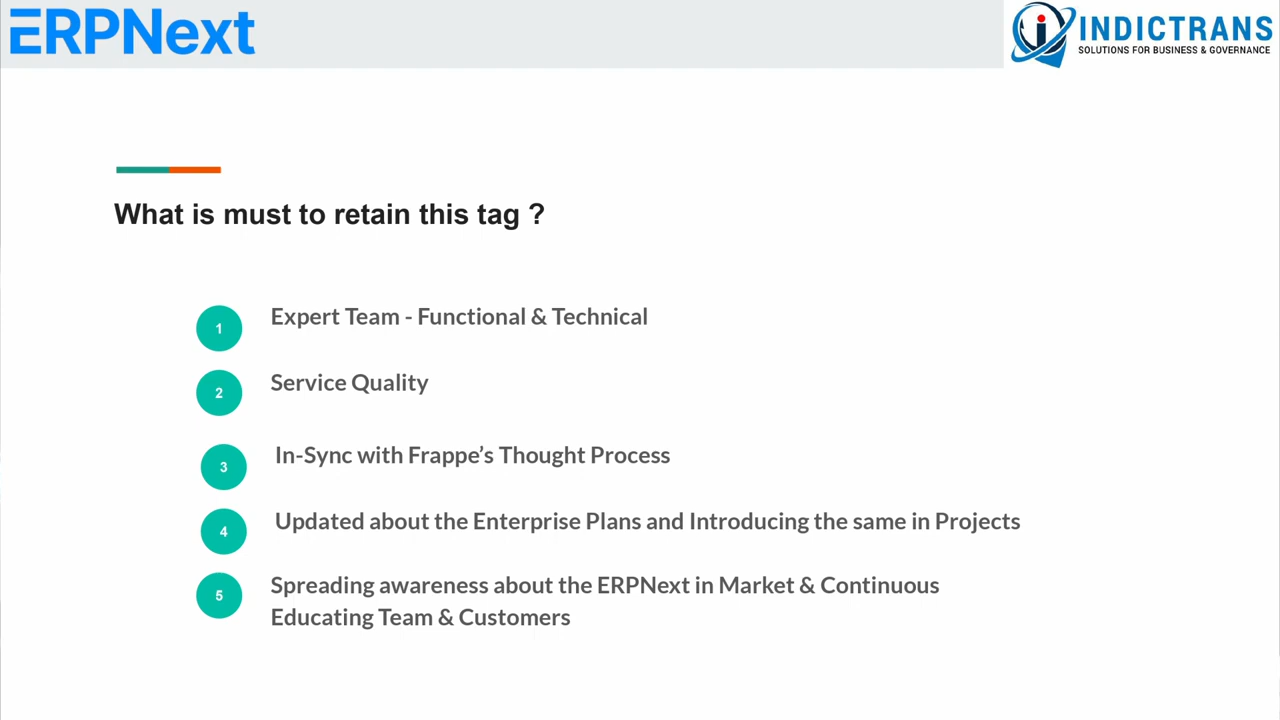 ERPNext
INDICTRANS
SOLUTIONS FOR BUSINESS & GOVERNANCE
What is must to retain this tag ?
1 Expert Team - Functional & Technical
2 Service Quality
3 In-Sync with Frappe’s Thought Process
4 Updated about the Enterprise Plans and Introducing the same in Projects
5 Spreading awareness about the ERPNext in Market & Continuous
Educating Team & Customers